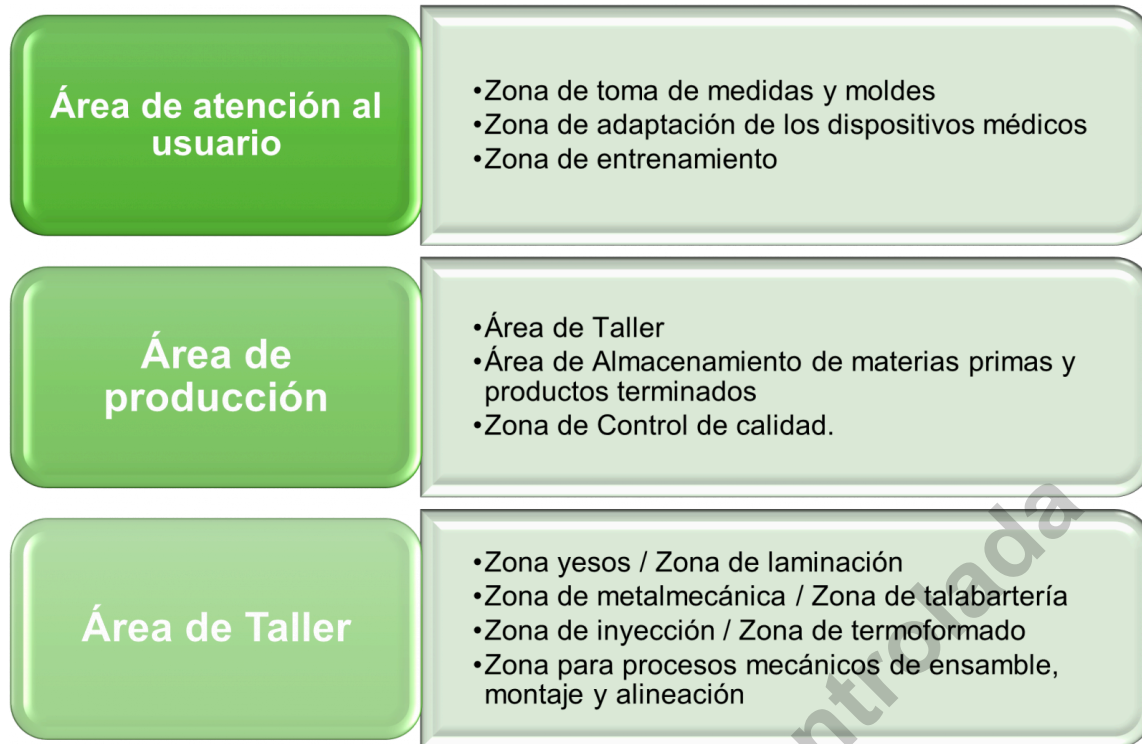 Área de atención al
usuario
•Zona de toma de medidas y moldes
•Zona de adaptación de los dispositivos médicos
•Zona de entrenamiento
Área de
producción
•Área de Taller
•Área de Almacenamiento de materias primas y
productos terminados
•Zona de Control de calidad.
Área de Taller
•Zona yesos / Zona de laminación
•Zona de metalmecánica / Zona de talabartería
•Zona de inyección / Zona de termoformado
•Zona para procesos mecánicos de ensamble,
montaje y alineación
ntrolada